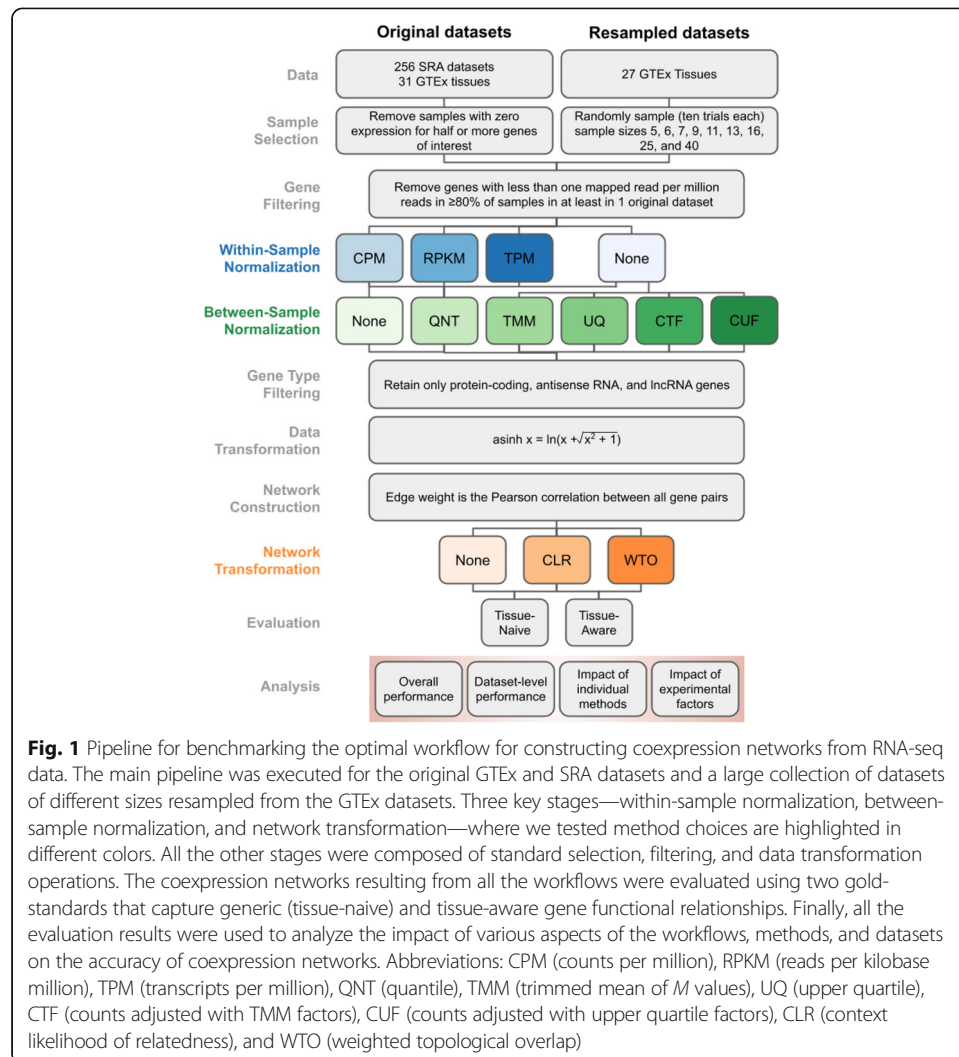 Original datasets
Resampled datasets
Data
256 SRA datasets
31 GTEx tissues
27 GTEx Tissues
Sample
Selection
Remove samples with zero
expression for half or more genes
of interest
Randomly sample (ten trials each)
sample sizes 5, 6, 7, 9, 11, 13, 16,
25, and 40
Gene
Filtering
Remove genes with less than one mapped read per million
reads in ≥80% of samples in at least in 1 original dataset
Within-Sample
Normalization
CPM
RPKM
TPM
None
Between-Sample
Normalization
None
QNT
TMM
UQ
CTF
CUF
Gene Type
Filtering
Retain only protein-coding, antisense RNA, and lncRNA genes
Data
Transformation
asinh x = ln(x +√x² + 1)
Network
Construction
Edge weight is the Pearson correlation between all gene pairs
Network
Transformation
None
CLR
WTO
Evaluation
Tissue-
Naive
Tissue-
Aware
Analysis
Overall
performance
Dataset-level
performance
Impact of
individual
methods
Impact of
experimental
factors
Fig. 1 Pipeline for benchmarking the optimal workflow for constructing coexpression networks from RNA-seq
data. The main pipeline was executed for the original GTEx and SRA datasets and a large collection of datasets
of different sizes resampled from the GTEx datasets. Three key stages—within-sample normalization, between-
sample normalization, and network transformation—where we tested method choices are highlighted in
different colors. All the other stages were composed of standard selection, filtering, and data transformation
operations. The coexpression networks resulting from all the workflows were evaluated using two gold-
standards that capture generic (tissue-naive) and tissue-aware gene functional relationships. Finally, all the
evaluation results were used to analyze the impact of various aspects of the workflows, methods, and datasets
on the accuracy of coexpression networks. Abbreviations: CPM (counts per million), RPKM (reads per kilobase
million), TPM (transcripts per million), QNT (quantile), TMM (trimmed mean of M values), UQ (upper quartile),
CTF (counts adjusted with TMM factors), CUF (counts adjusted with upper quartile factors), CLR (context
likelihood of relatedness), and WTO (weighted topological overlap)